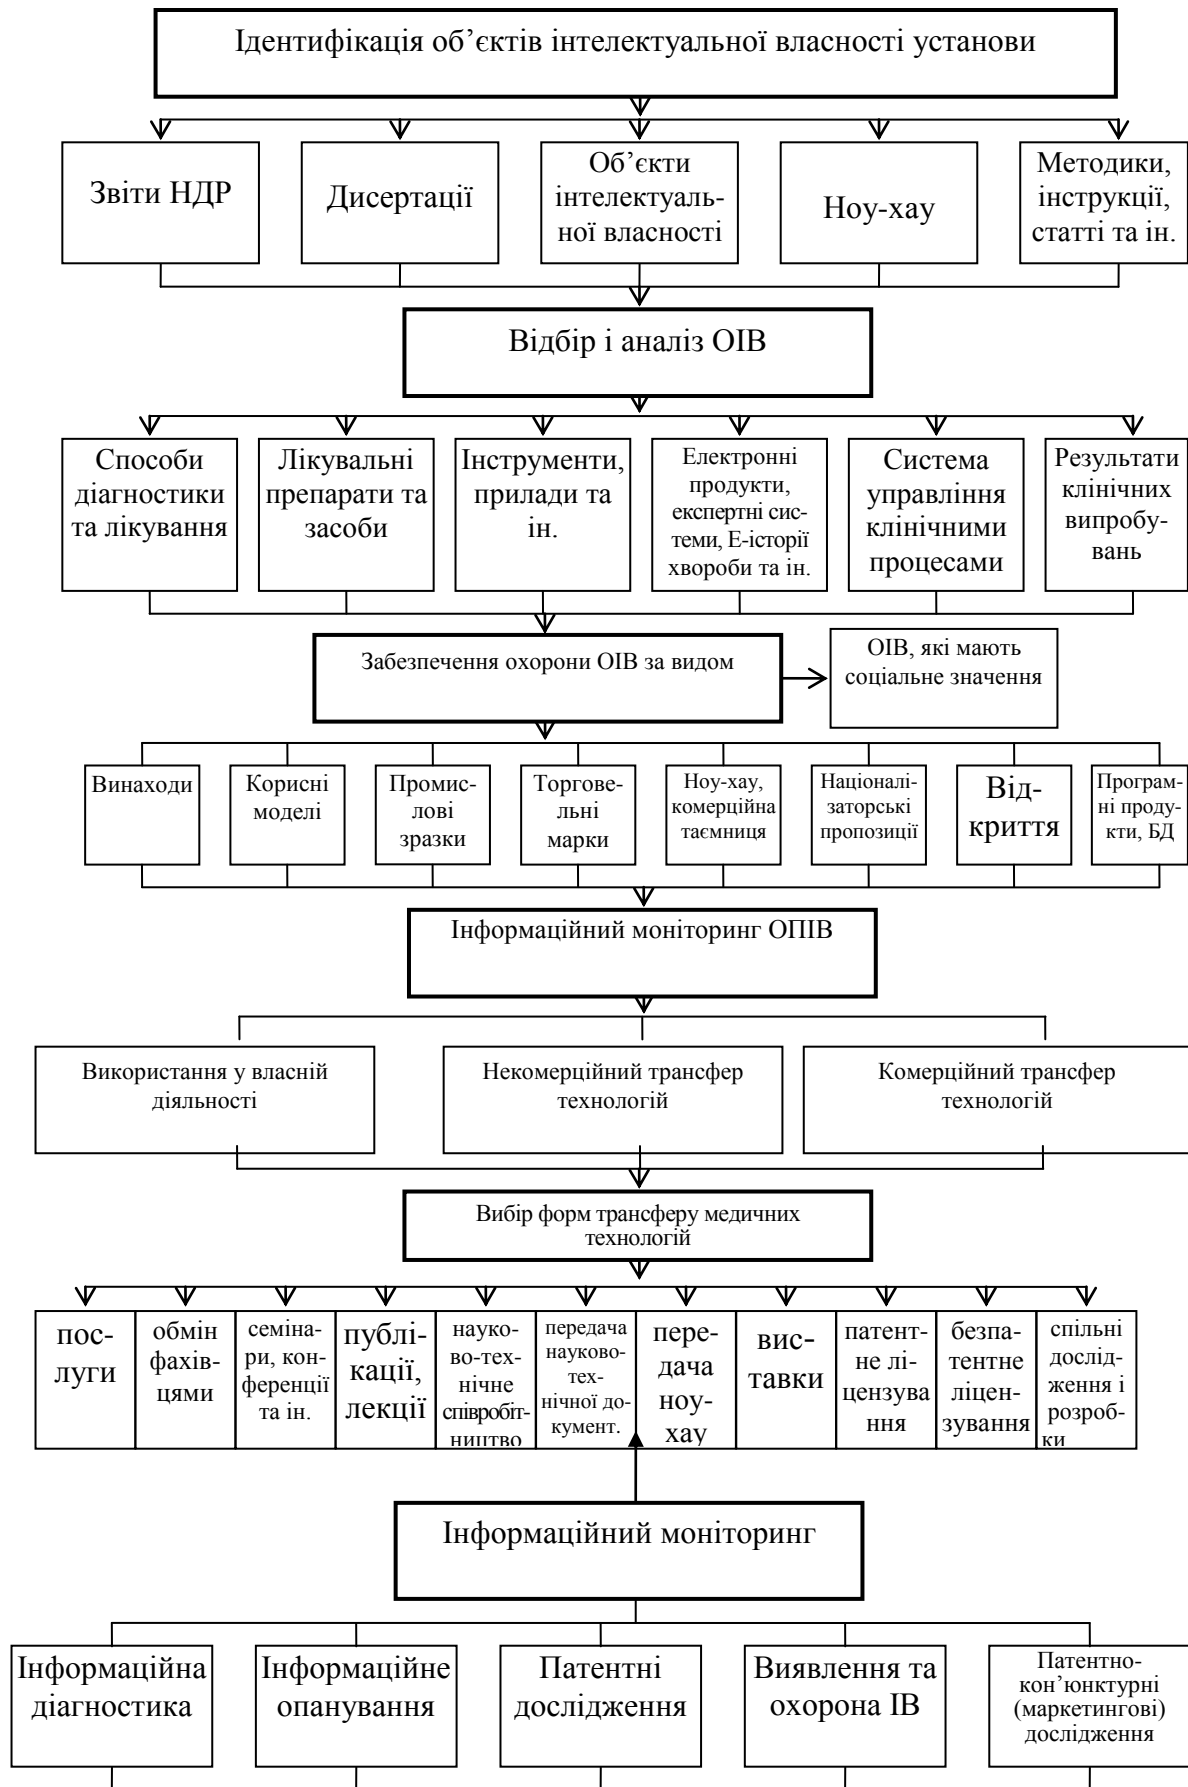 Ідентифікація об’єктів інтелектуальної власності установи
Звіти НДР
Дисертації
Об’єкти
інтелектуаль-
ної власності
Ноу-хау
Методики,
інструкції,
статті та ін.
Відбір і аналіз ОІВ
Способи
діагностики
та лікування
Лікувальні
препарати та
засоби
Інструменти,
прилади та
ін.
Електронні
продукти,
експертні сис-
теми, Е-історії
хвороби та ін.
Система
управління
клінічними
процесами
Результати
клінічних
випробу-
вань
Забезпечення охорони ОІВ за видом
ОІВ, які мають
соціальне значення
Винаходи
Корисні
моделі
Промис-
лові
зразки
Торгове-
льні
марки
Ноу-хау,
комерційна
таємниця
Націоналі-
заторські
пропозиції
Від-
криття
Програм-
ні проду-
кти, БД
Інформаційний моніторинг ОПІВ
Використання у власній
діяльності
Некомерційний трансфер
технологій
Комерційний трансфер
технологій
Вибір форм трансферу медичних
технологій
пос-
луги
обмін
фахів-
цями
семіна-
ри, кон-
ференції
та ін.
публі-
кації,
лекції
науко-
во-тех-
нічне
співробіт-
ництво
передача
науково-
тех-
нічної до-
кумент.
пере-
дача
ноу-
хау
вис-
тавки
патент-
не лі-
цензува
ння
безпа-
тентне
ліцен-
зування
спільні
дослід-
ження і
розроб-
ки
Інформаційний моніторинг
Інформаційна
діагностика
Інформаційне
опанування
Патентні
дослідження
Виявлення та
охорона ІВ
Патентно-
кон’юнктурні
(маркетингові)
дослідження